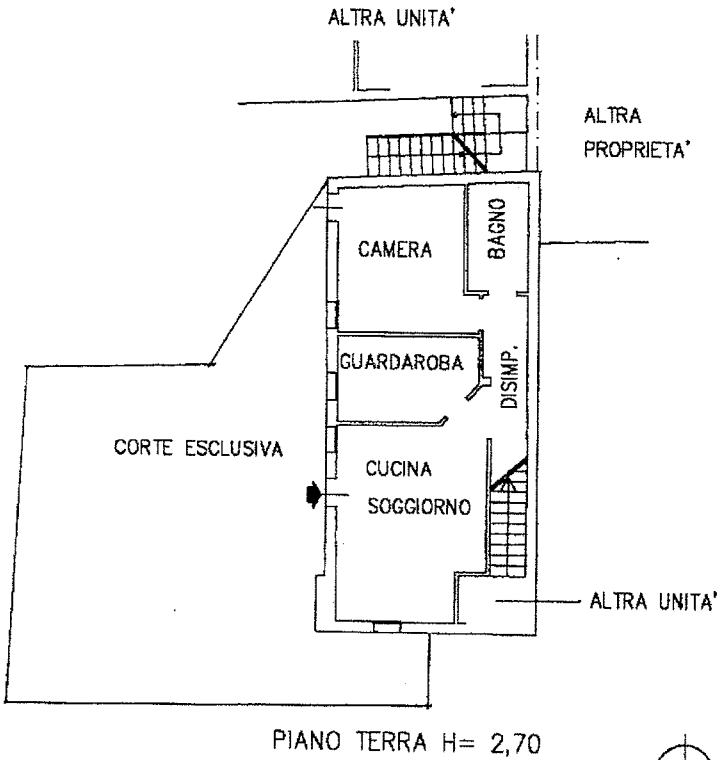 ALTRA UNITA'
ALTRA
PROPRIETA'
CAMERA
BAGNO
GUARDAROBA
DISIMP.
CORTE ESCLUSIVA
CUCINA
SOGGIORNO
ALTRA UNITA'
PIANO TERRA H= 2,70